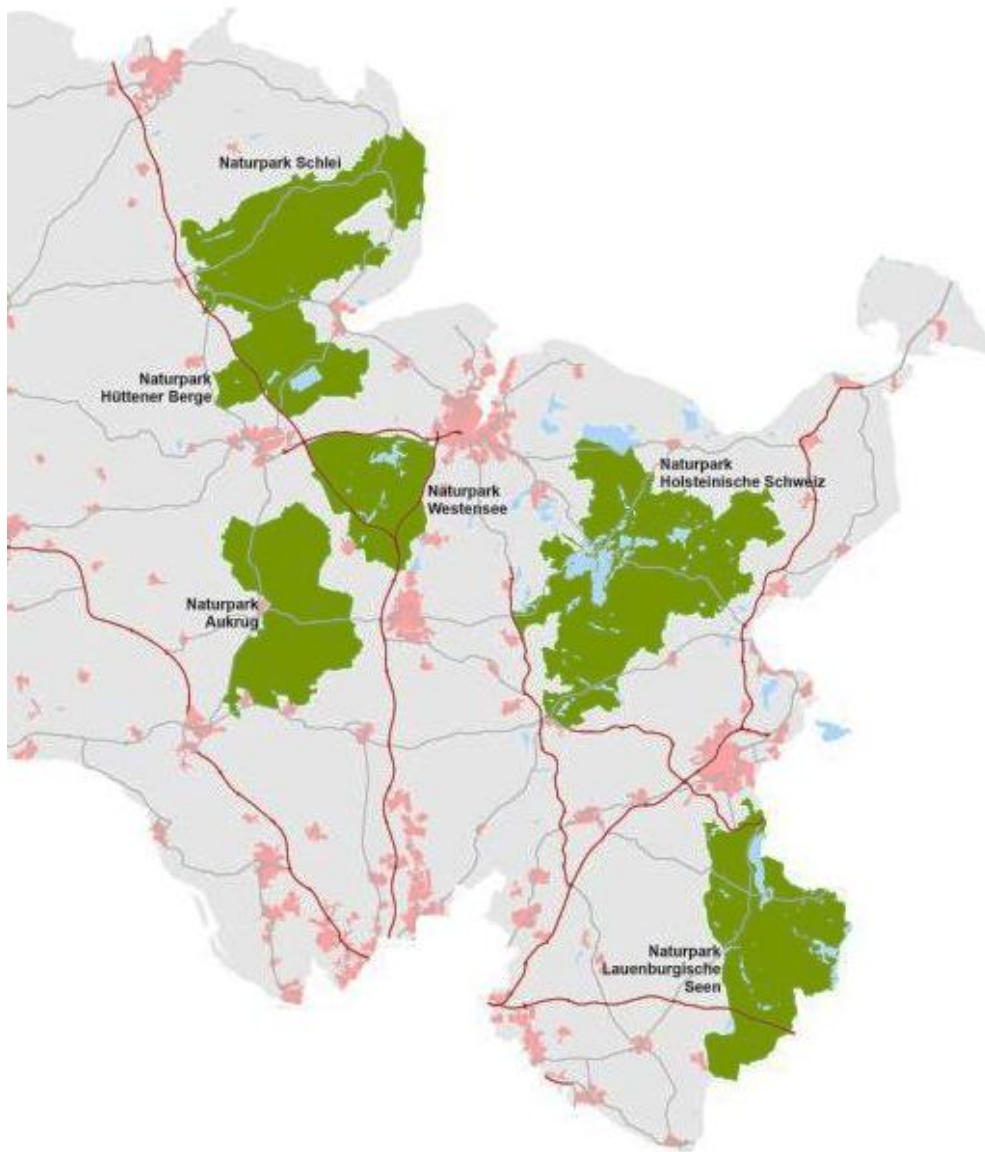 Naturpark Schlei
Naturpark
Hüttener Berge
Naturpark
Holsteinische Schweiz
Naturpark
Westensee
Naturpark
Aukrug
Naturpark
Lauenburgische
Seen